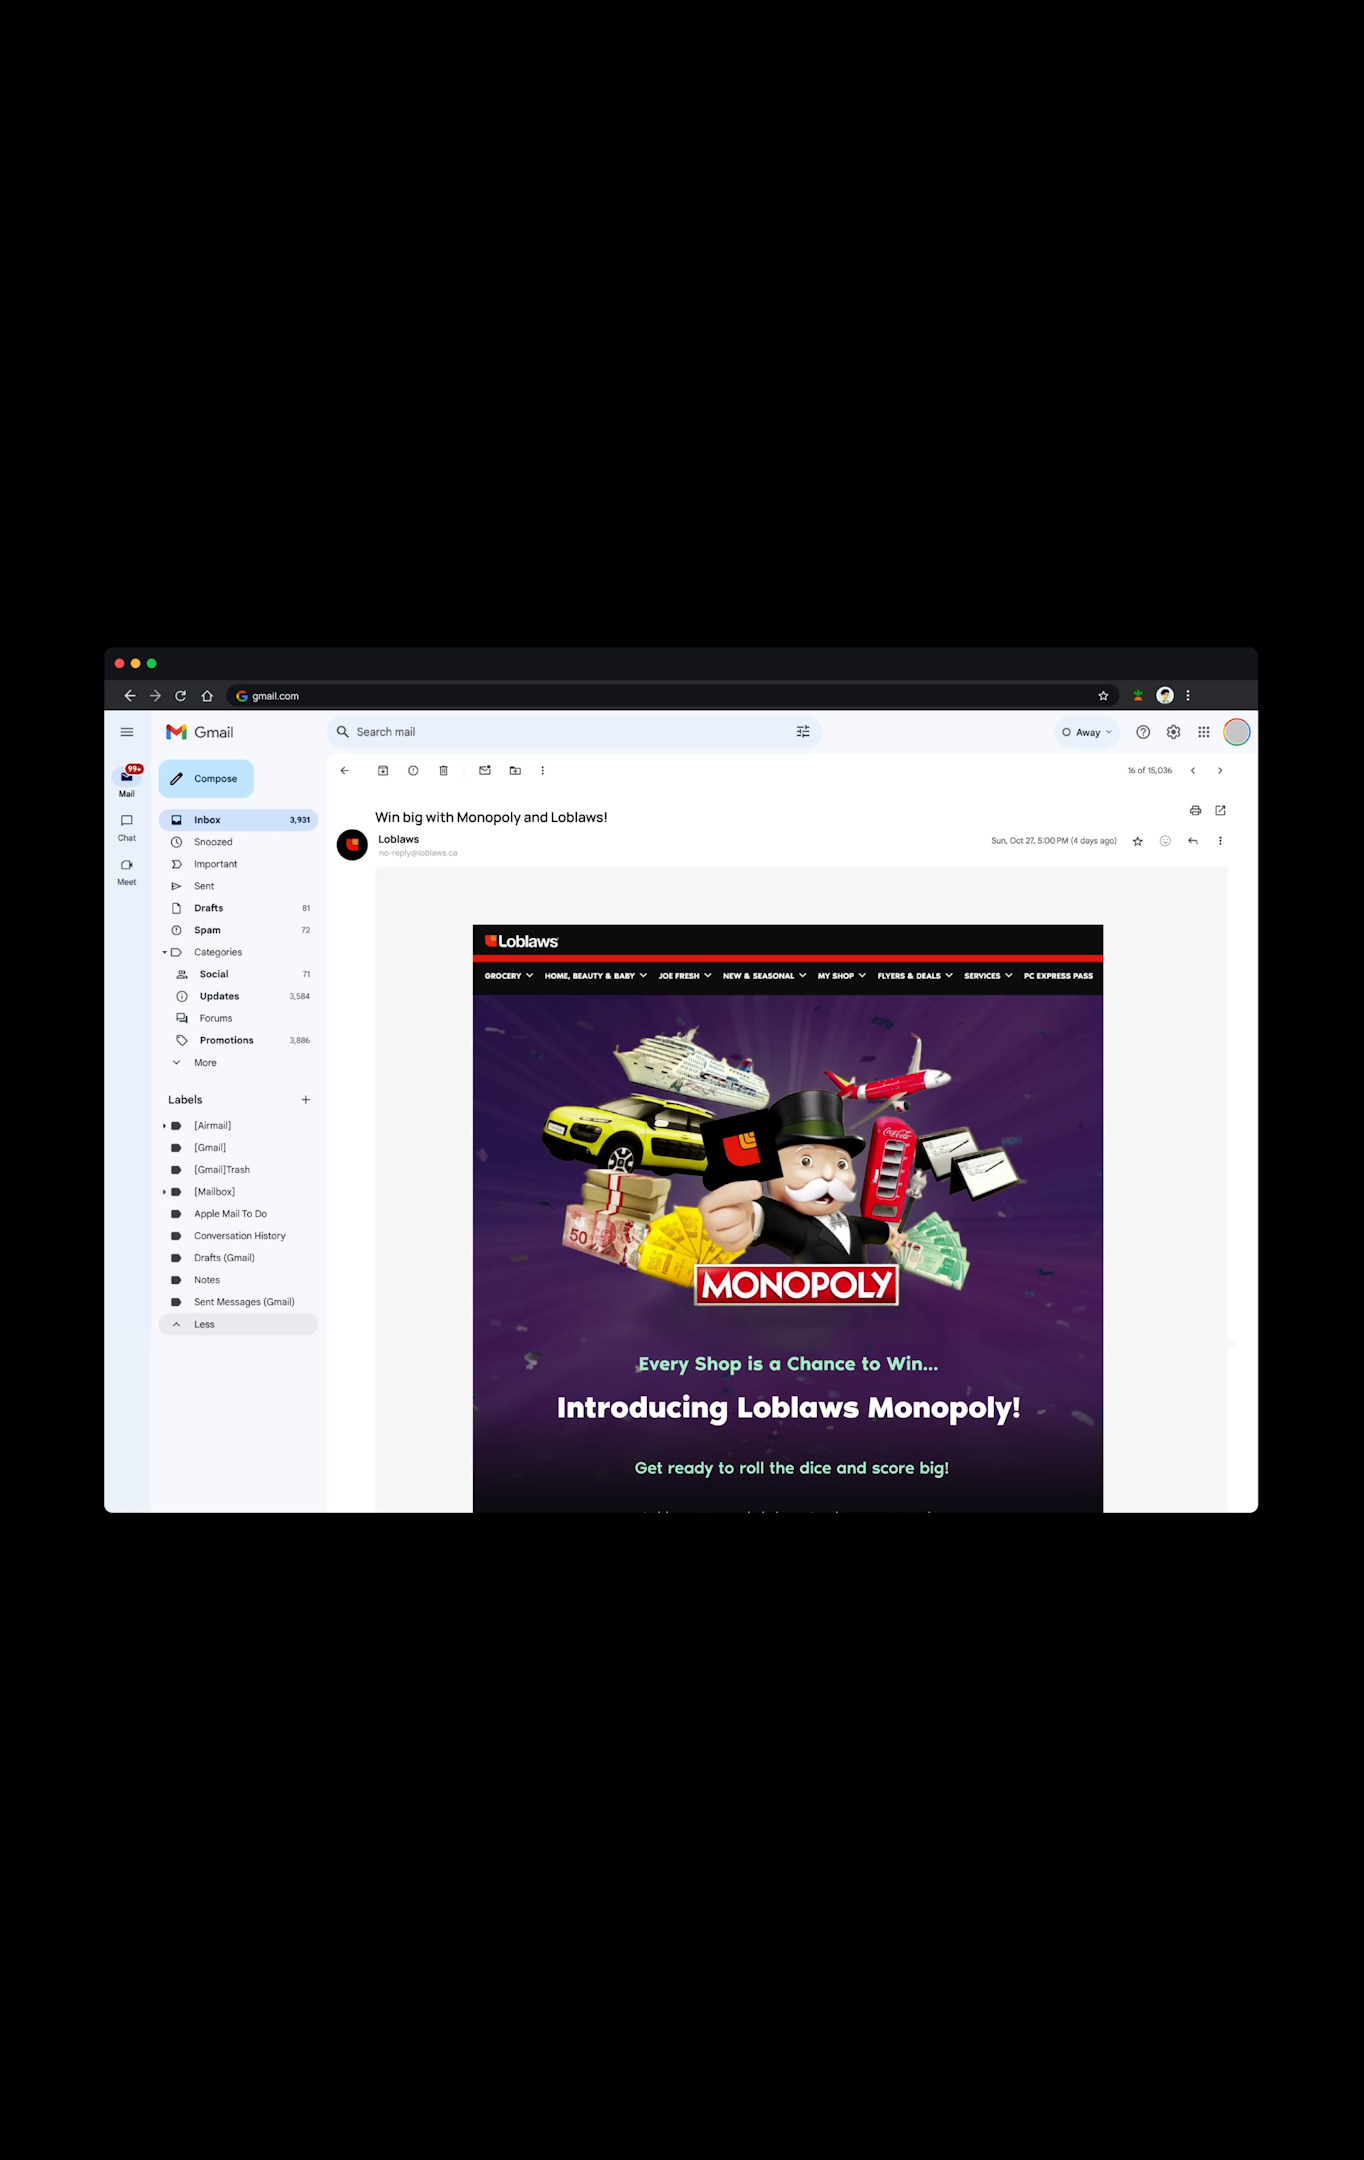 gmail.com
Gmail
Search mail
Away
99+
Mail
Compose
16 of 15,036
Chat
Meet
Inbox 3,931
Snoozed
Important
Sent
Drafts 81
Spam 72
Categories
Social 71
Updates 3,584
Forums
Promotions 3,886
More
Labels
[Airmail]
[Gmail]
[Gmail]Trash
[Mailbox]
Apple Mail To Do
Conversation History
Drafts (Gmail)
Notes
Sent Messages (Gmail)
Less
Win big with Monopoly and Loblaws!
Loblaws
Sun, Oct 27, 5:00 PM (4 days ago)
no-reply@loblaws.ca
Loblaws
GROCERY HOME, BEAUTY & BABY JOE FRESH NEW & SEASONAL MY SHOP FLYERS & DEALS SERVICES PC EXPRESS PASS
Coca-Cola
50
MONOPOLY
Every Shop is a Chance to Win...
Introducing Loblaws Monopoly!
Get ready to roll the dice and score big!